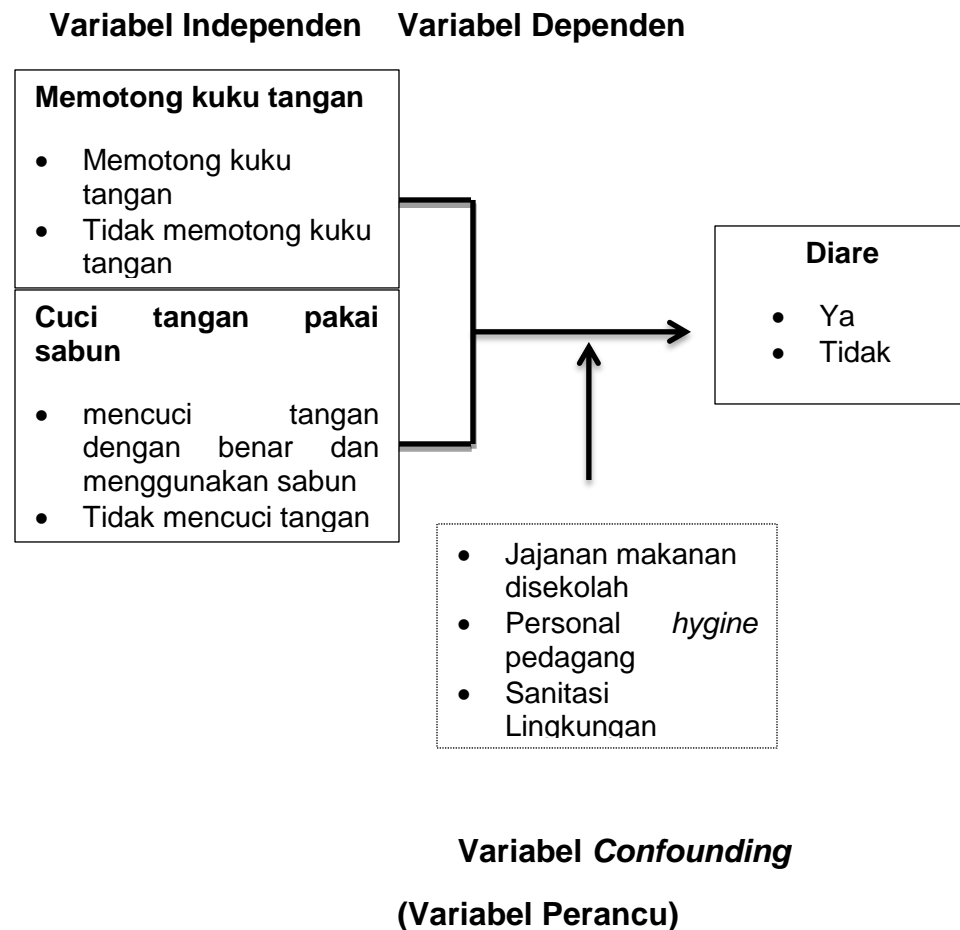 Variabel Independen Variabel Dependen
Memotong kuku tangan
• Memotong kuku
tangan
• Tidak memotong kuku
tangan
Cuci tangan pakai
sabun
• mencuci tangan
dengan benar dan
menggunakan sabun
• Tidak mencuci tangan
Diare
• Ya
• Tidak
• Jajanan makanan
disekolah
• Personal hygine
pedagang
• Sanitasi
Lingkungan
Variabel Confounding
(Variabel Perancu)